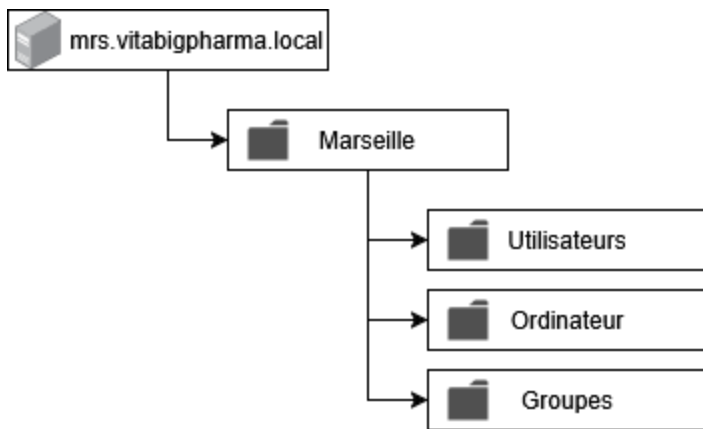 mrs.vitabigpharma.local
Marseille
Utilisateurs
Ordinateur
Groupes